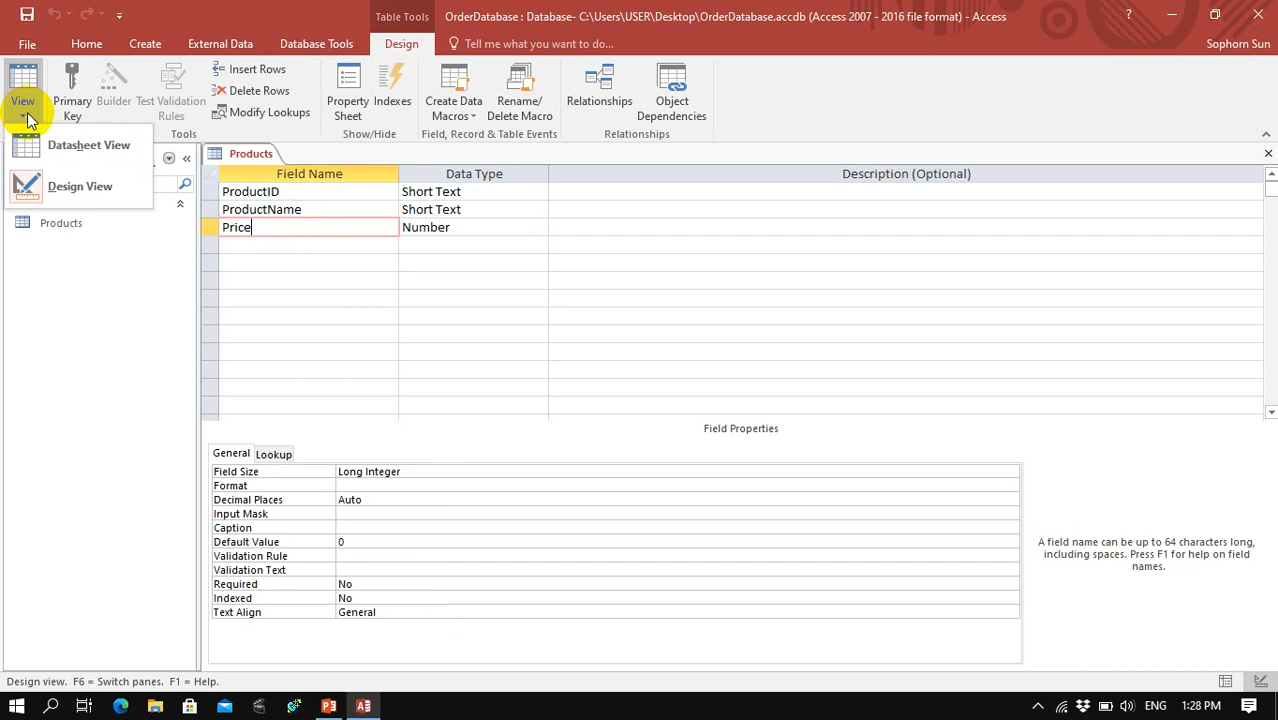 Table Tools
OrderDatabase : Database- C:\Users\USER\Desktop\OrderDatabase.accdb (Access 2007 - 2016 file format) - Access
?
File
Home
Create
External Data
Database Tools
Design
Tell me what you want to do...
Sophorn Sun
View
Primary Key
Builder
Test Validation Rules
Insert Rows
Delete Rows
Modify Lookups
Property Sheet
Indexes
Create Data Macros
Rename/ Delete Macro
Relationships
Object Dependencies
Tools
Show/Hide
Field, Record & Table Events
Relationships
Datasheet View
Design View
Products
Products
Field Name
Data Type
Description (Optional)
ProductID
Short Text
ProductName
Short Text
Price
Number
Field Properties
General
Lookup
Field Size
Long Integer
Format
Decimal Places
Auto
Input Mask
Caption
Default Value
0
Validation Rule
Validation Text
Required
No
Indexed
No
Text Align
General
A field name can be up to 64 characters long,
including spaces. Press F1 for help on field
names.
Design view. F6 = Switch panes. F1 = Help.
ENG
1:28 PM